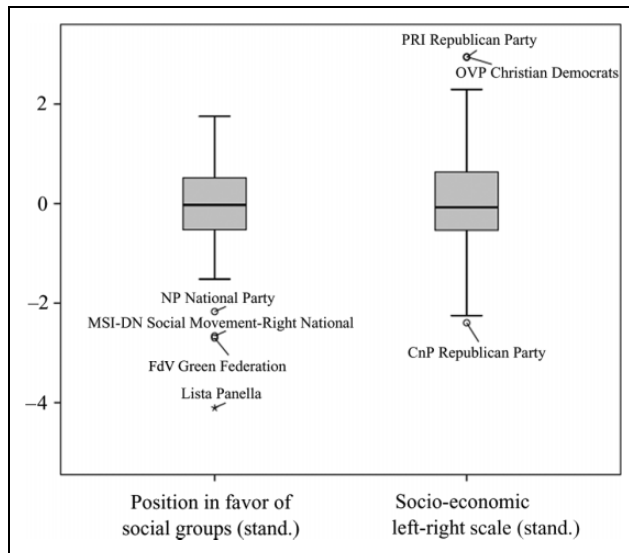 PRI Republican Party
OVP Christian Democrats
2
0
−2
−4
NP National Party
MSI-DN Social Movement-Right National
FdV Green Federation
Lista Panella
CnP Republican Party
Position in favor of
social groups (stand.)
Socio-economic
left-right scale (stand.)